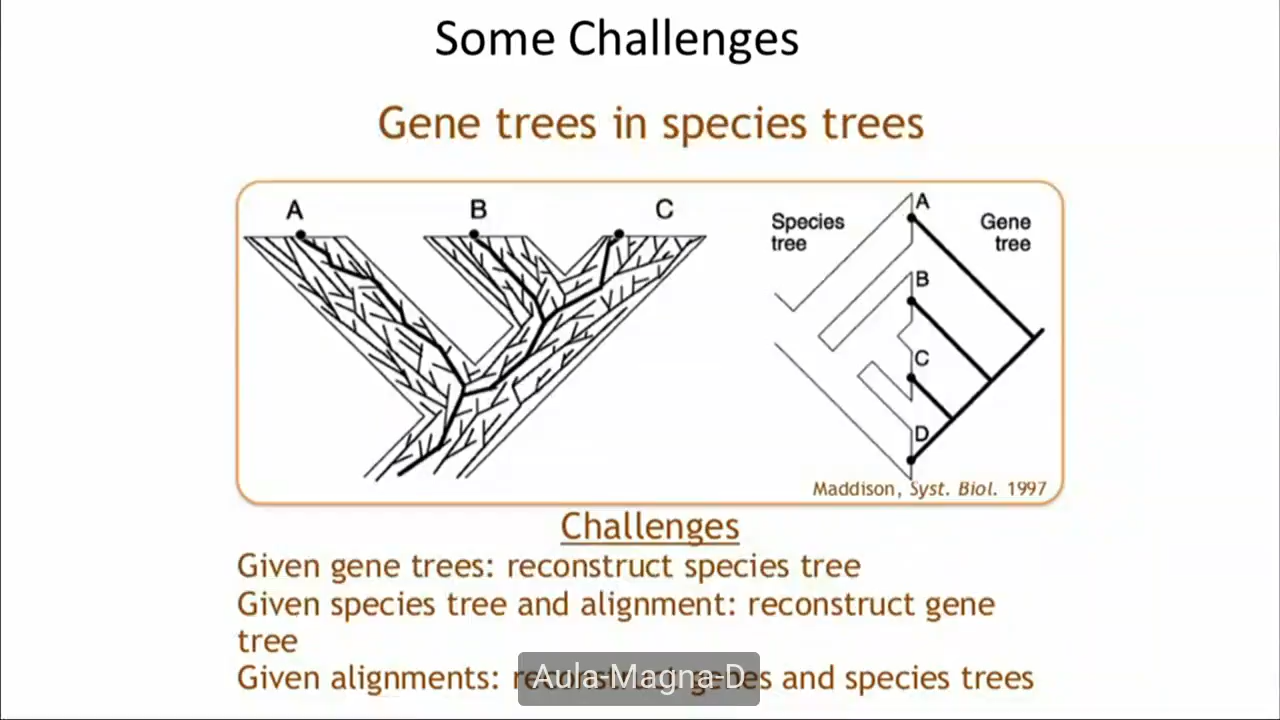 Some Challenges
Gene trees in species trees
A
B
C
Species
tree
Gene
tree
A
B
C
D
Maddison, Syst. Biol. 1997
Challenges
Given gene trees: reconstruct species tree
Given species tree and alignment: reconstruct gene
tree
Given alignments: and species trees
Aula-Magna-D